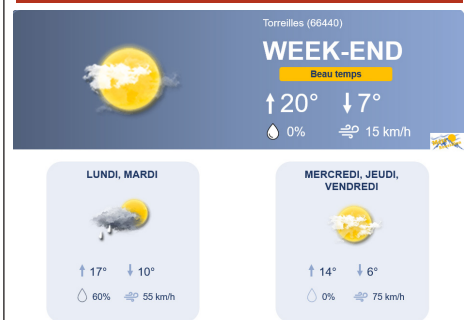 Torreilles (66440)
WEEK-END
Beau temps
20° 7°
0% 15 km/h
LUNDI, MARDI
17° 10°
60% 55 km/h
MERCREDI, JEUDI,
VENDREDI
14° 6°
0% 75 km/h